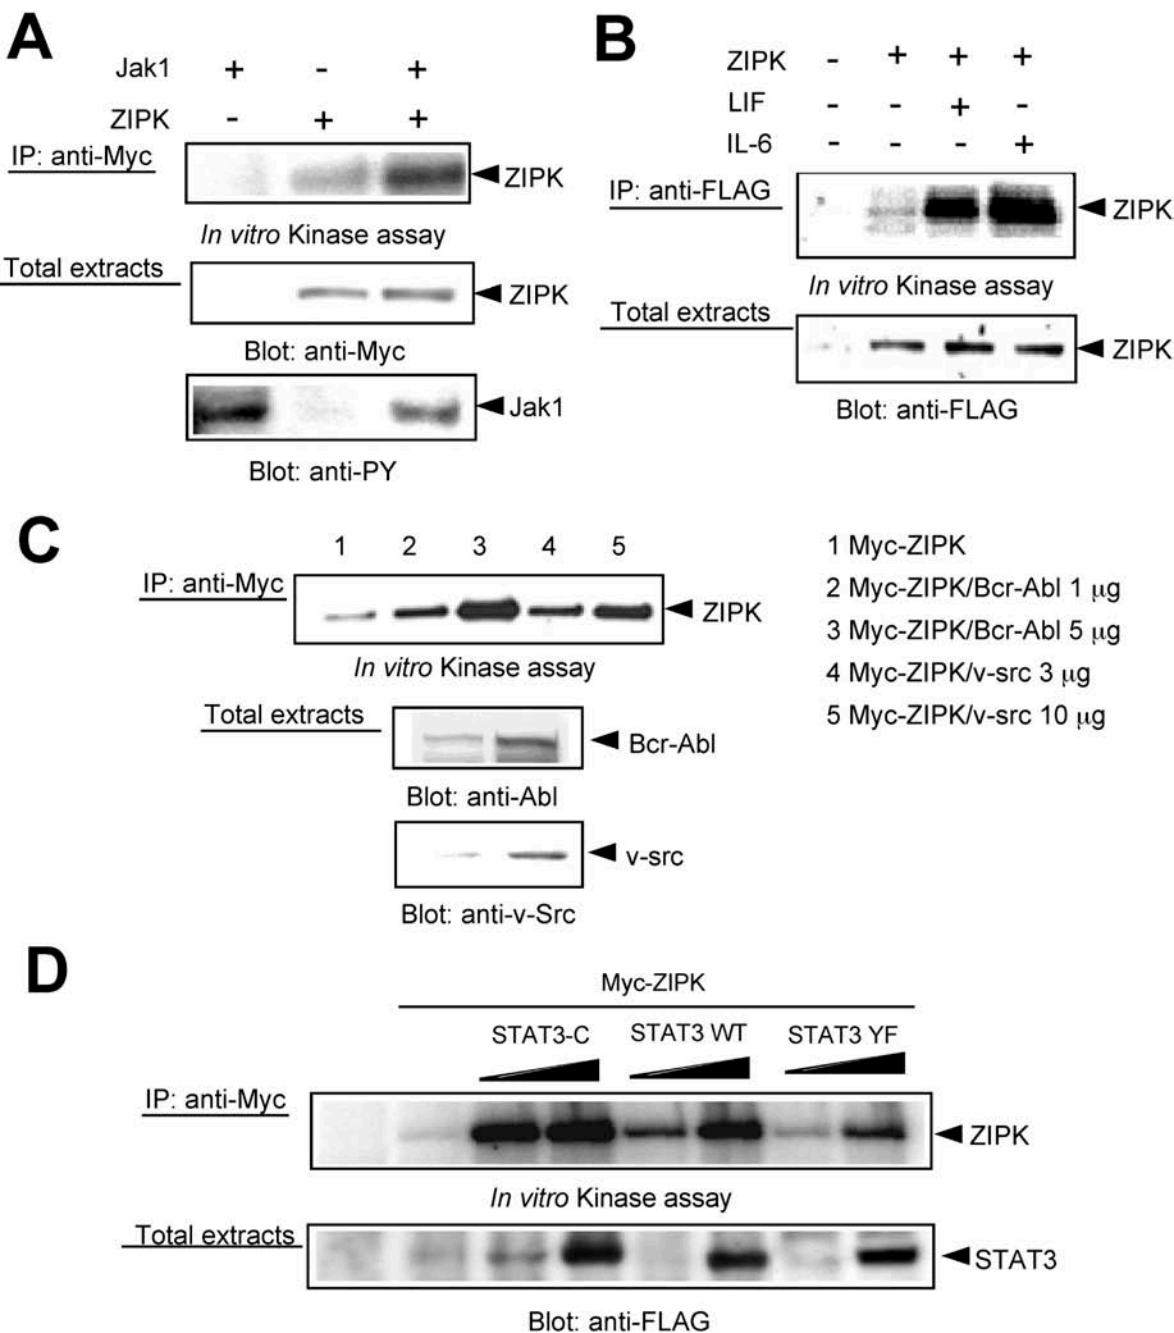 A
Jak1 + - +
ZIPK - + +
IP: anti-Myc
ZIPK
In vitro Kinase assay
Total extracts
ZIPK
Blot: anti-Myc
Jak1
Blot: anti-PY
B
ZIPK - + + +
LIF - - + -
IL-6 - - - +
IP: anti-FLAG
ZIPK
In vitro Kinase assay
Total extracts
ZIPK
Blot: anti-FLAG
C
1 2 3 4 5
IP: anti-Myc
ZIPK
In vitro Kinase assay
Total extracts
Bcr-Abl
Blot: anti-Abl
v-src
Blot: anti-v-Src
1 Myc-ZIPK
2 Myc-ZIPK/Bcr-Abl 1 μg
3 Myc-ZIPK/Bcr-Abl 5 μg
4 Myc-ZIPK/v-src 3 μg
5 Myc-ZIPK/v-src 10 μg
D
Myc-ZIPK
STAT3-C STAT3 WT STAT3 YF
IP: anti-Myc
ZIPK
In vitro Kinase assay
Total extracts
STAT3
Blot: anti-FLAG